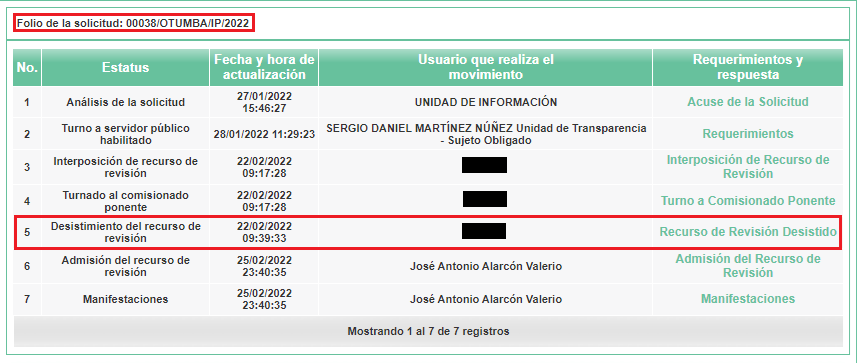 Folio de la solicitud: 00038/OTUMBA/IP/2022
No. Estatus Fecha y hora de actualización Usuario que realiza el movimiento Requerimientos y respuesta
1 Análisis de la solicitud 27/01/2022 15:46:27 UNIDAD DE INFORMACIÓN Acuse de la Solicitud
2 Turno a servidor público habilitado 28/01/2022 11:29:23 SERGIO DANIEL MARTÍNEZ NÚÑEZ Unidad de Transparencia - Sujeto Obligado Requerimientos
3 Interposición de recurso de revisión 22/02/2022 09:17:28 Interposición de Recurso de Revisión
4 Turnado al comisionado ponente 22/02/2022 09:17:28 Turno a Comisionado Ponente
5 Desistimiento del recurso de revisión 22/02/2022 09:39:33 Recurso de Revisión Desistido
6 Admisión del recurso de revisión 25/02/2022 23:40:35 José Antonio Alarcón Valerio Admisión del Recurso de Revisión
7 Manifestaciones 25/02/2022 23:40:35 José Antonio Alarcón Valerio Manifestaciones
Mostrando 1 al 7 de 7 registros